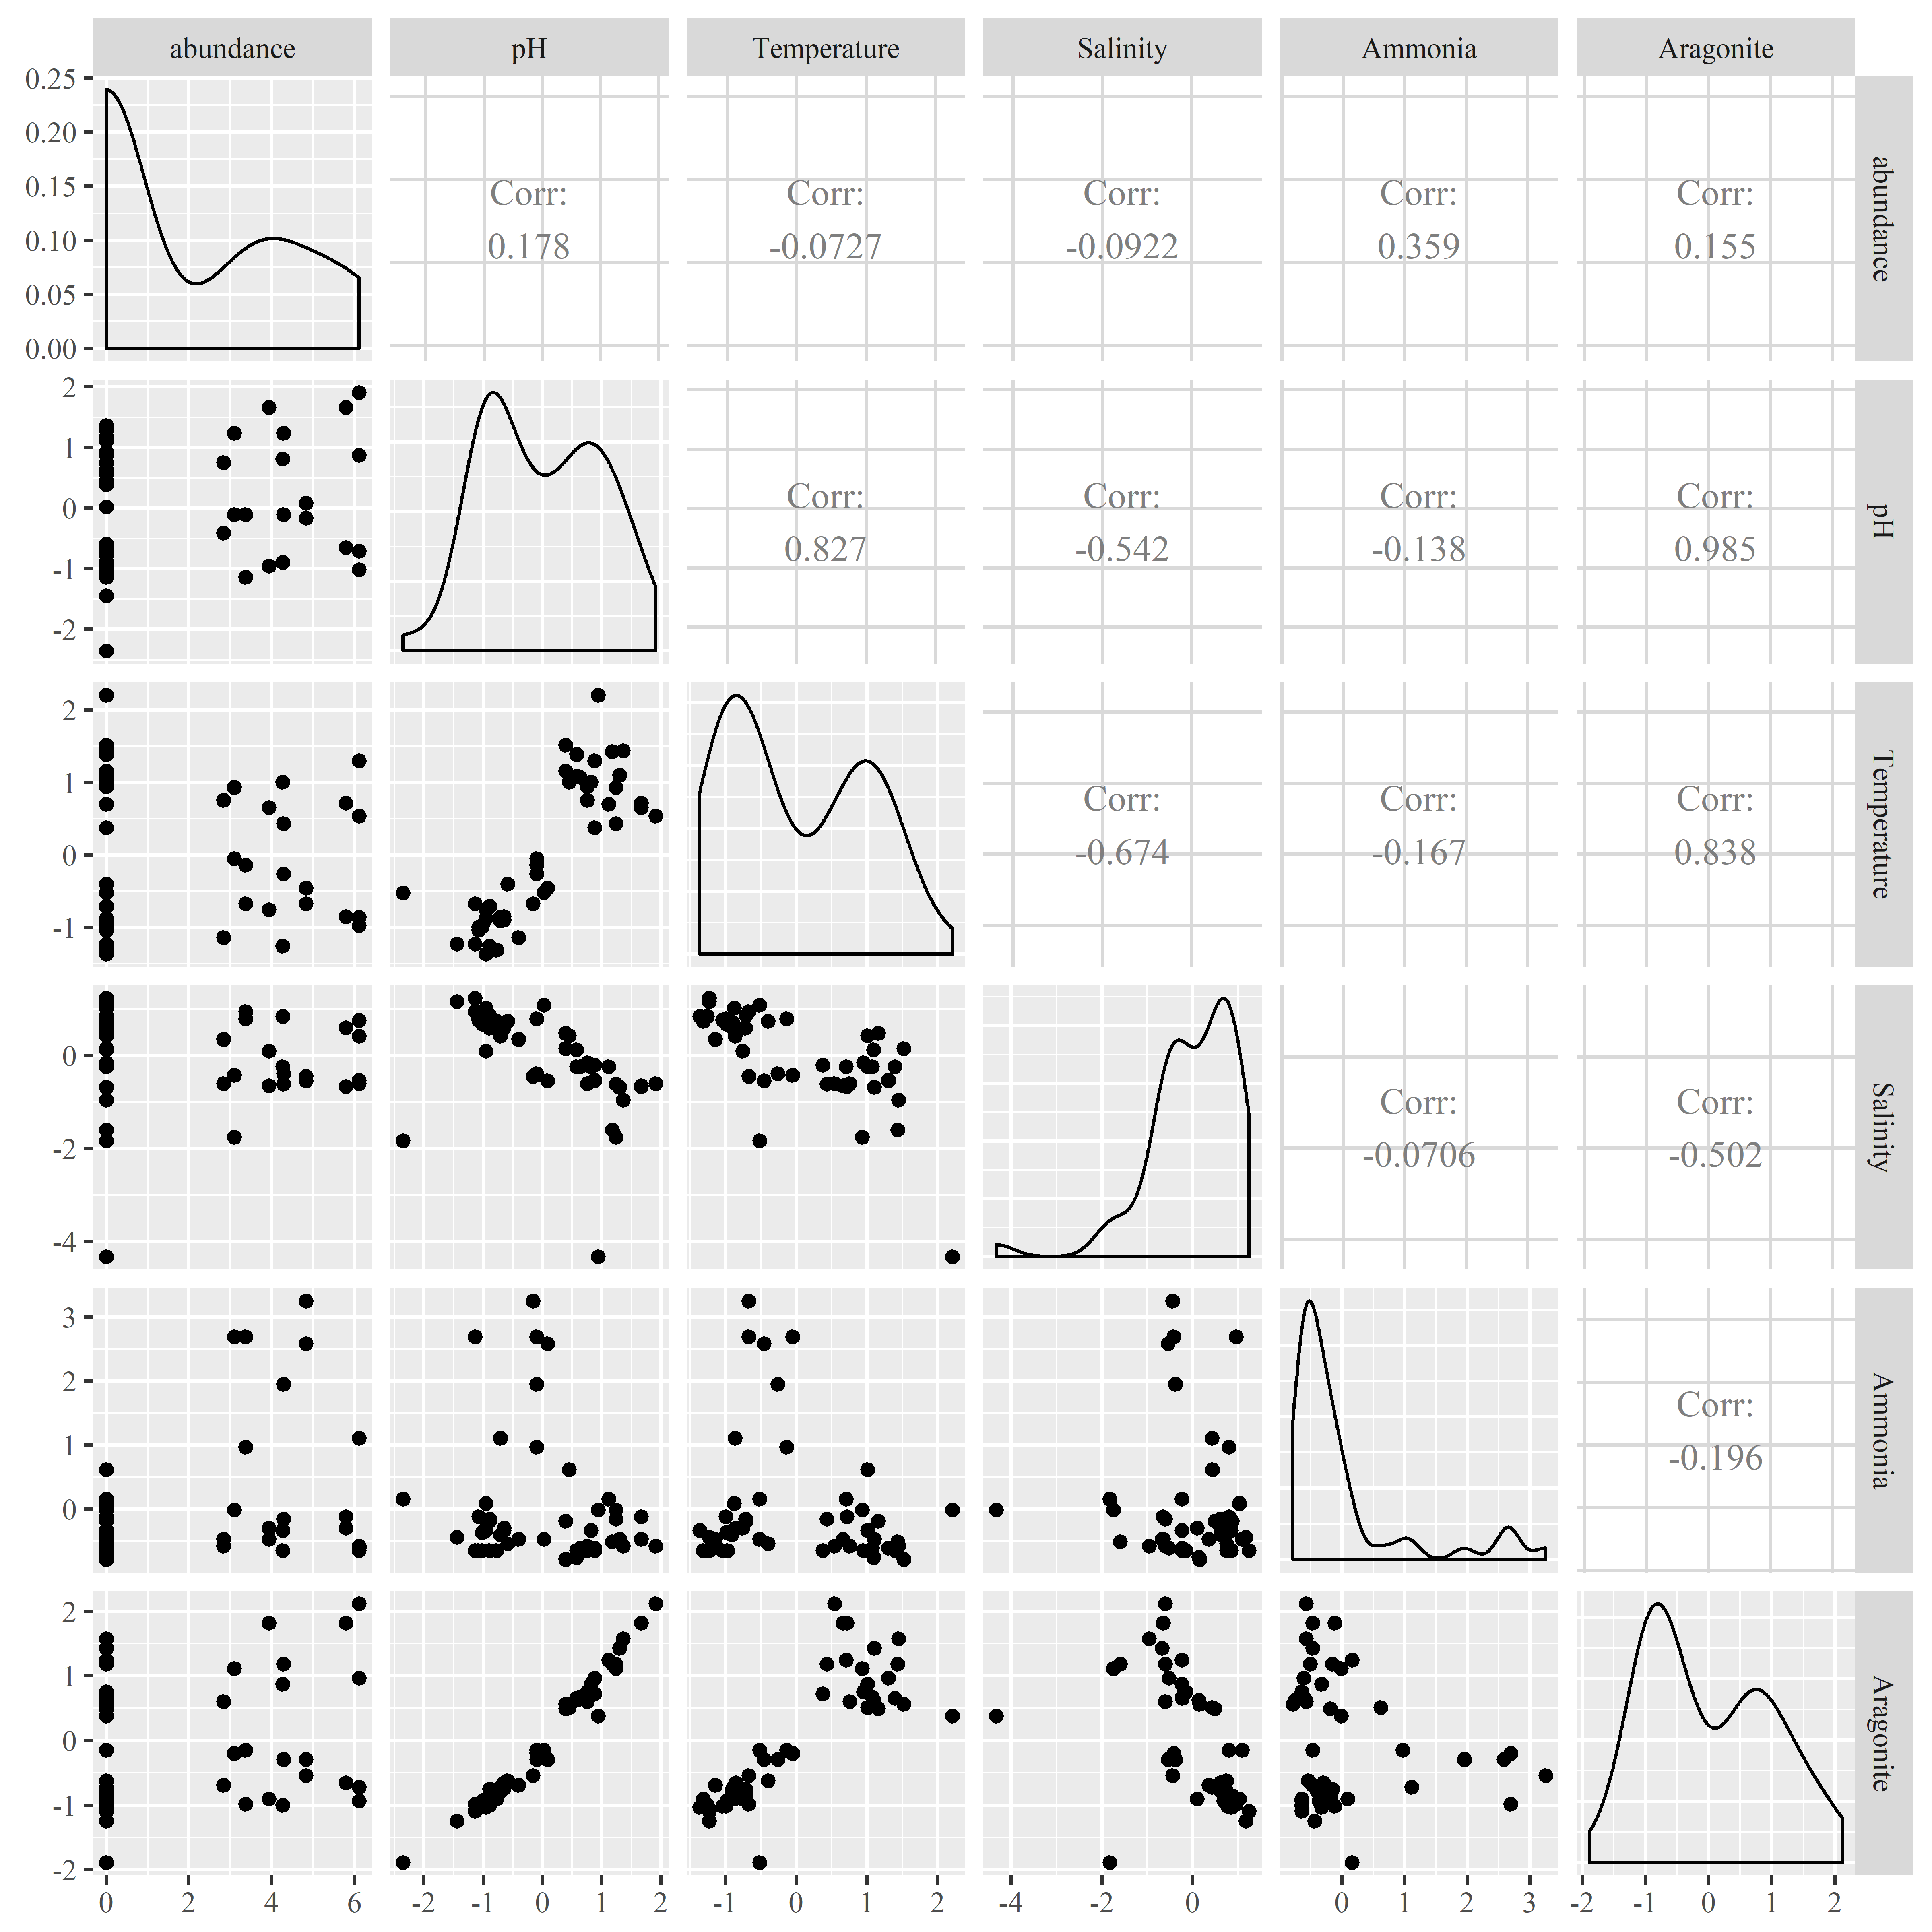 abundance pH Temperature Salinity Ammonia Aragonite
0.25
0.20
0.15
0.10
0.05
0.00
Corr: Corr: Corr: Corr: Corr:
0.178 -0.0727 -0.0922 0.359 0.155
abundance
2
1
0
-1
-2
Corr: Corr: Corr: Corr:
0.827 -0.542 -0.138 0.985
pH
2
1
0
-1
Corr: Corr: Corr:
-0.674 -0.167 0.838
Temperature
0
-2
-4
Corr: Corr:
-0.0706 -0.502
Salinity
3
2
1
0
Corr:
-0.196
Ammonia
2
1
0
-1
-2
Aragonite
0 2 4 6 -2 -1 0 1 2 -1 0 1 2 -4 -2 0 0 1 2 3 -2 -1 0 1 2